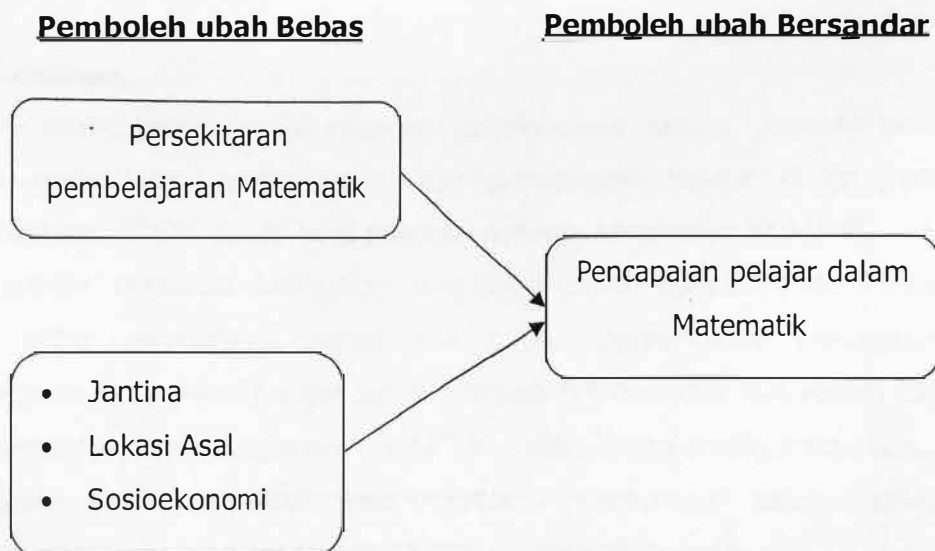 Pemboleh ubah Bebas
Pemboleh ubah Bersandar
Persekitaran
pembelajaran Matematik
Pencapaian pelajar dalam
Matematik
• Jantina
• Lokasi Asal
• Sosioekonomi